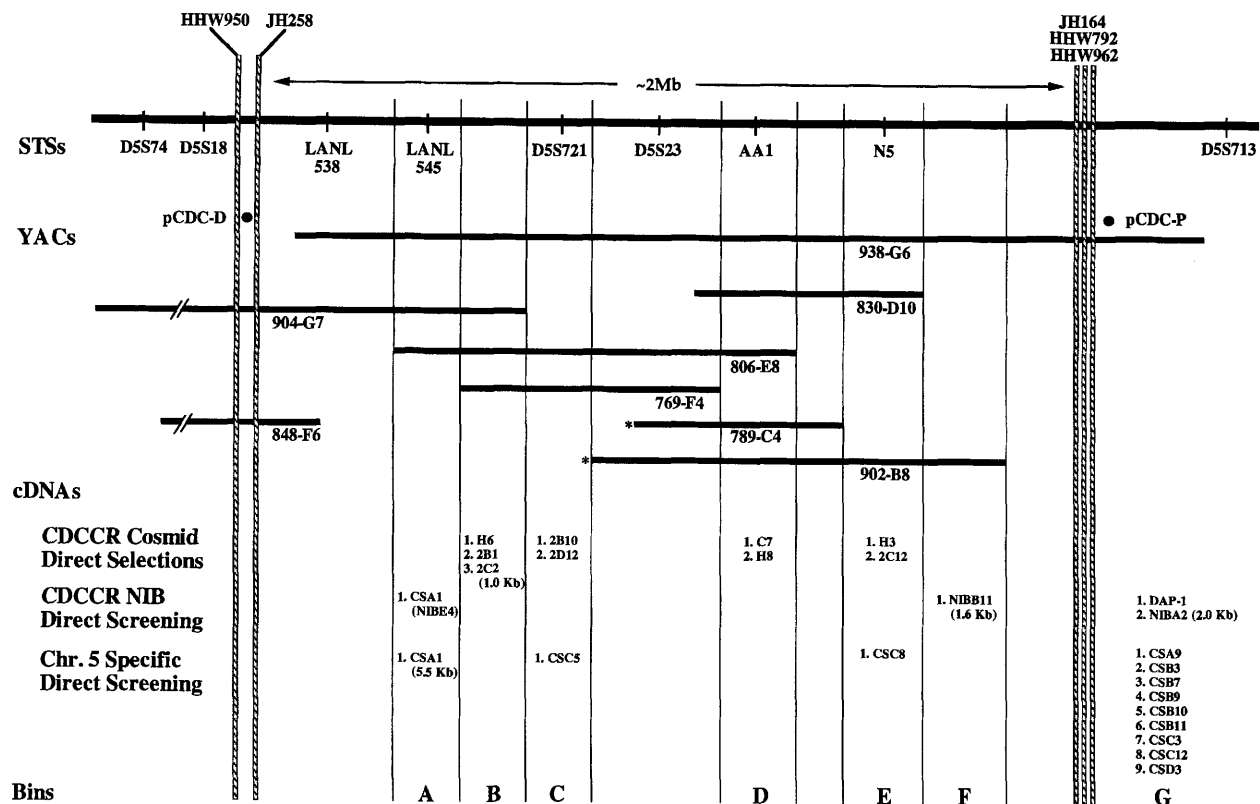 HHW950
JH258
JH164
HHW792
HHW962
~2Mb
STSs
D5S74
D5S18
LANL
538
LANL
545
D5S721
D5S23
AA1
N5
D5S713
pCDC-D
pCDC-P
YACs
938-G6
830-D10
904-G7
806-E8
769-F4
848-F6
*
789-C4
*
902-B8
cDNAs
CDCCR Cosmid
Direct Selections
1. H6
2. 2B1
3. 2C2
(1.0 Kb)
1. 2B10
2. 2D12
1. C7
2. H8
1. H3
2. 2C12
CDCCR NIB
Direct Screening
1. CSA1
(NIBE4)
1. NIBB11
(1.6 Kb)
1. DAP-1
2. NIBA2 (2.0 Kb)
Chr. 5 Specific
Direct Screening
1. CSA1
(5.5 Kb)
1. CSC5
1. CSC8
1. CSA9
2. CSB3
3. CSB7
4. CSB9
5. CSB10
6. CSB11
7. CSC3
8. CSC12
9. CSD3
Bins
A
B
C
D
E
F
G